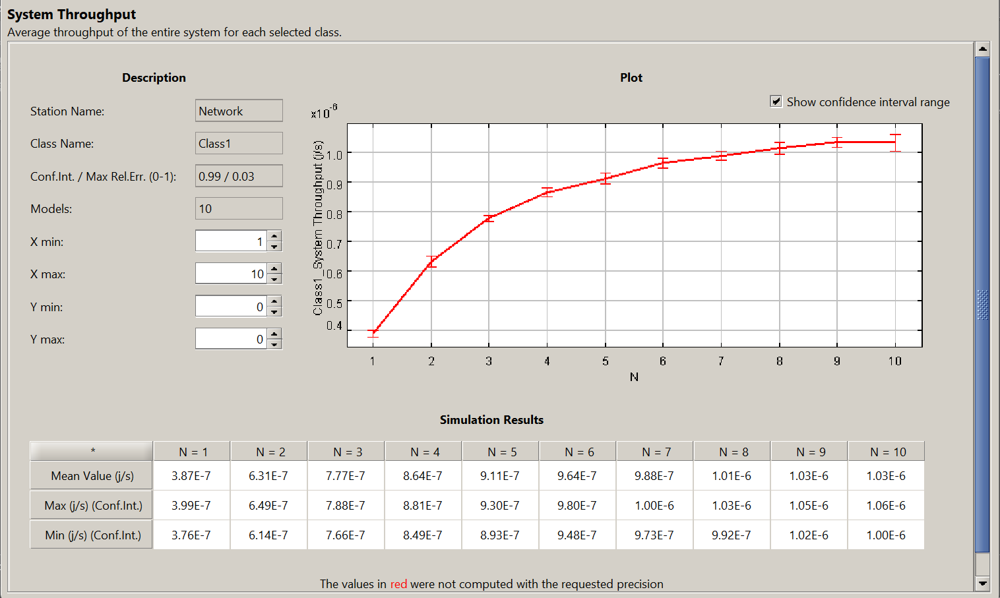 System Throughput
Average throughput of the entire system for each selected class.
Description
Station Name: Network
Class Name: Class1
Conf.Int. / Max Rel.Err. (0-1): 0.99 / 0.03
Models: 10
X min: 1
X max: 10
Y min: 0
Y max: 0
Plot
Show confidence interval range
x10-6
Class1_System Throughput (j/s)
1.0
0.9
0.8
0.7
0.6
0.5
0.4
1 2 3 4 5 6 7 8 9 10
N
Simulation Results
* N = 1 N = 2 N = 3 N = 4 N = 5 N = 6 N = 7 N = 8 N = 9 N = 10
Mean Value (j/s) 3.87E-7 6.31E-7 7.77E-7 8.64E-7 9.11E-7 9.64E-7 9.88E-7 1.01E-6 1.03E-6 1.03E-6
Max (j/s) (Conf.Int.) 3.99E-7 6.49E-7 7.88E-7 8.81E-7 9.30E-7 9.80E-7 1.00E-6 1.03E-6 1.05E-6 1.06E-6
Min (j/s) (Conf.Int.) 3.76E-7 6.14E-7 7.66E-7 8.49E-7 8.93E-7 9.48E-7 9.73E-7 9.92E-7 1.02E-6 1.00E-6
The values in red were not computed with the requested precision